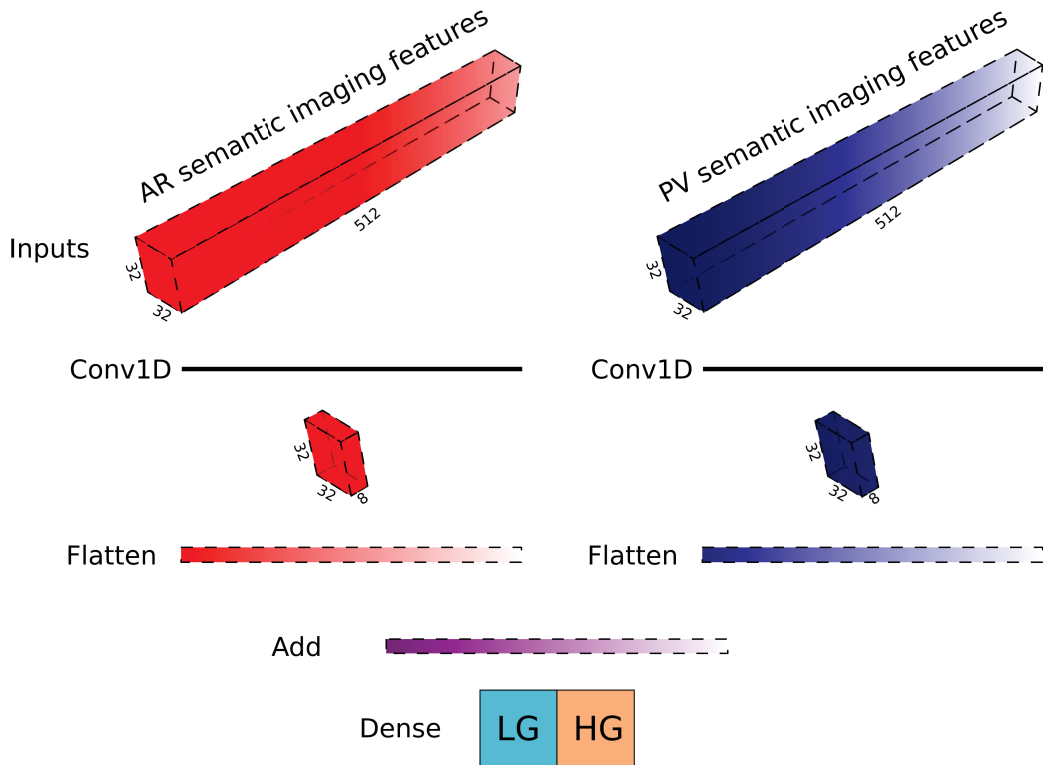 AR semantic imaging features
PV semantic imaging features
Inputs
32
32
512
32
32
512
Conv1D
Conv1D
32
32
8
32
32
8
Flatten
Flatten
Add
Dense
LG
HG